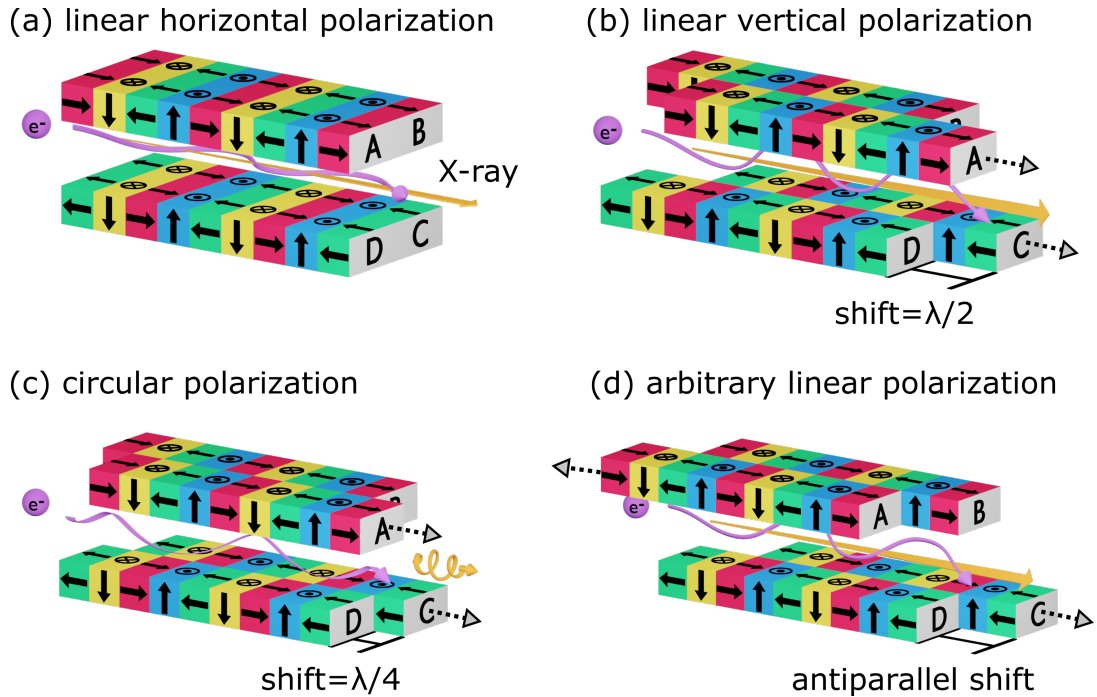 (a) linear horizontal polarization
e-
A
B
D
C
X-ray
(b) linear vertical polarization
e-
A
D
C
shift=λ/2
(c) circular polarization
e-
A
B
D
C
shift=λ/4
(d) arbitrary linear polarization
e-
A
B
D
C
antiparallel shift